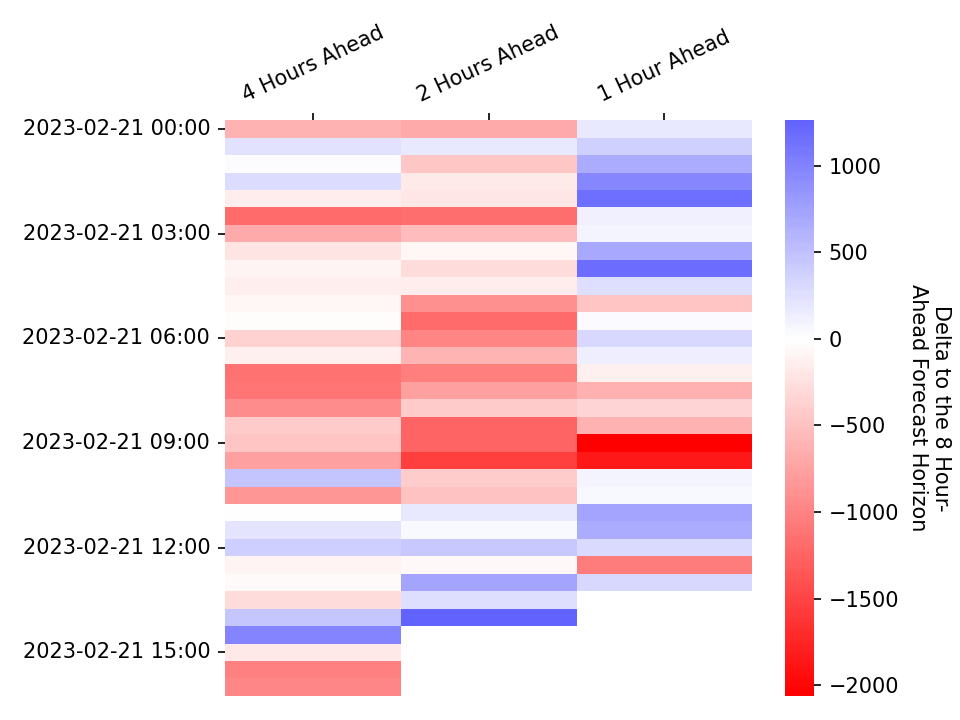 4 Hours Ahead
2 Hours Ahead
1 Hour Ahead
2023-02-21 00:00
2023-02-21 03:00
2023-02-21 06:00
2023-02-21 09:00
2023-02-21 12:00
2023-02-21 15:00
1000
500
0
−500
−1000
−1500
−2000
Delta to the 8 Hour-
Ahead Forecast Horizon